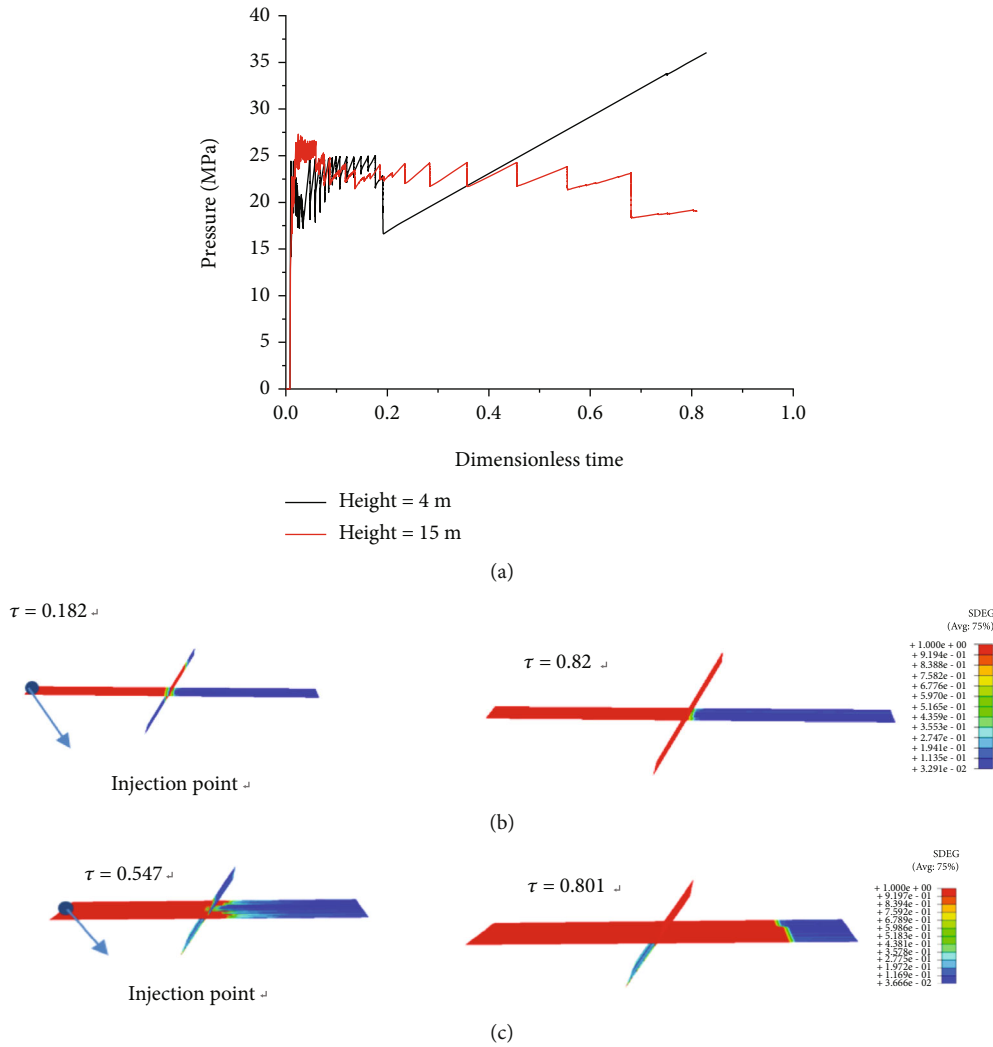 40
35
30
25
20
15
10
5
0
Pressure (MPa)
0.0 0.2 0.4 0.6 0.8 1.0
Dimensionless time
Height = 4 m
Height = 15 m
(a)
τ = 0.182 ↵
Injection point ↵
τ = 0.82 ↵
SDEG
(Avg: 75%)
+ 1.000e + 00
+ 9.194e - 01
+ 8.388e - 01
+ 7.582e - 01
+ 6.776e - 01
+ 5.970e - 01
+ 5.165e - 01
+ 4.359e - 01
+ 3.553e - 01
+ 2.747e - 01
+ 1.941e - 01
+ 1.135e - 01
+ 3.291e - 02
(b)
τ = 0.547 ↵
Injection point ↵
τ = 0.801 ↵
SDEG
(Avg: 75%)
+ 1.000e + 00
+ 9.197e - 01
+ 8.394e - 01
+ 7.592e - 01
+ 6.789e - 01
+ 5.986e - 01
+ 5.183e - 01
+ 4.381e - 01
+ 3.578e - 01
+ 2.775e - 01
+ 1.972e - 01
+ 1.169e - 01
+ 3.666e - 02
(c)